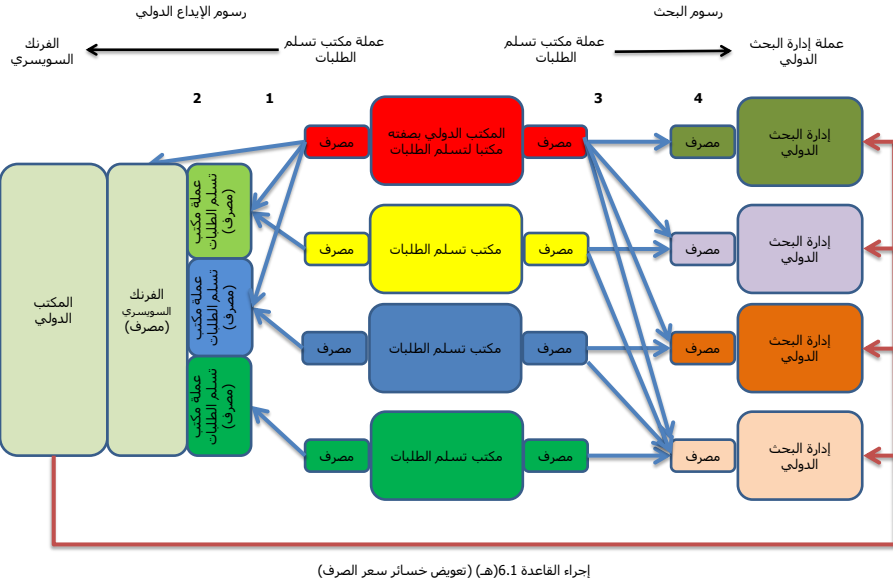 رسوم البحث
رسوم الإيداع الدولي
عملة إدارة البحث
الدولي
عملة مكتب تسلم
الطلبات
عملة مكتب تسلم
الطلبات
الفرنك
السويسري
4
3
1
2
إدارة البحث
الدولي
مصرف
مصرف
المكتب الدولي بصفته
مكتبا لتسلم الطلبات
مصرف
إدارة البحث
الدولي
مصرف
مصرف
مكتب تسلم الطلبات
مصرف
إدارة البحث
الدولي
مصرف
مصرف
مكتب تسلم الطلبات
مصرف
إدارة البحث
الدولي
مصرف
مصرف
مكتب تسلم الطلبات
مصرف
عملة مكتب
تسلم الطلبات
(مصرف)
عملة مكتب
تسلم الطلبات
(مصرف)
عملة مكتب
تسلم الطلبات
(مصرف)
الفرنك
السويسري
(مصرف)
المكتب
الدولي
إجراء القاعدة 6.1(هـ) (تعويض خسائر سعر الصرف)